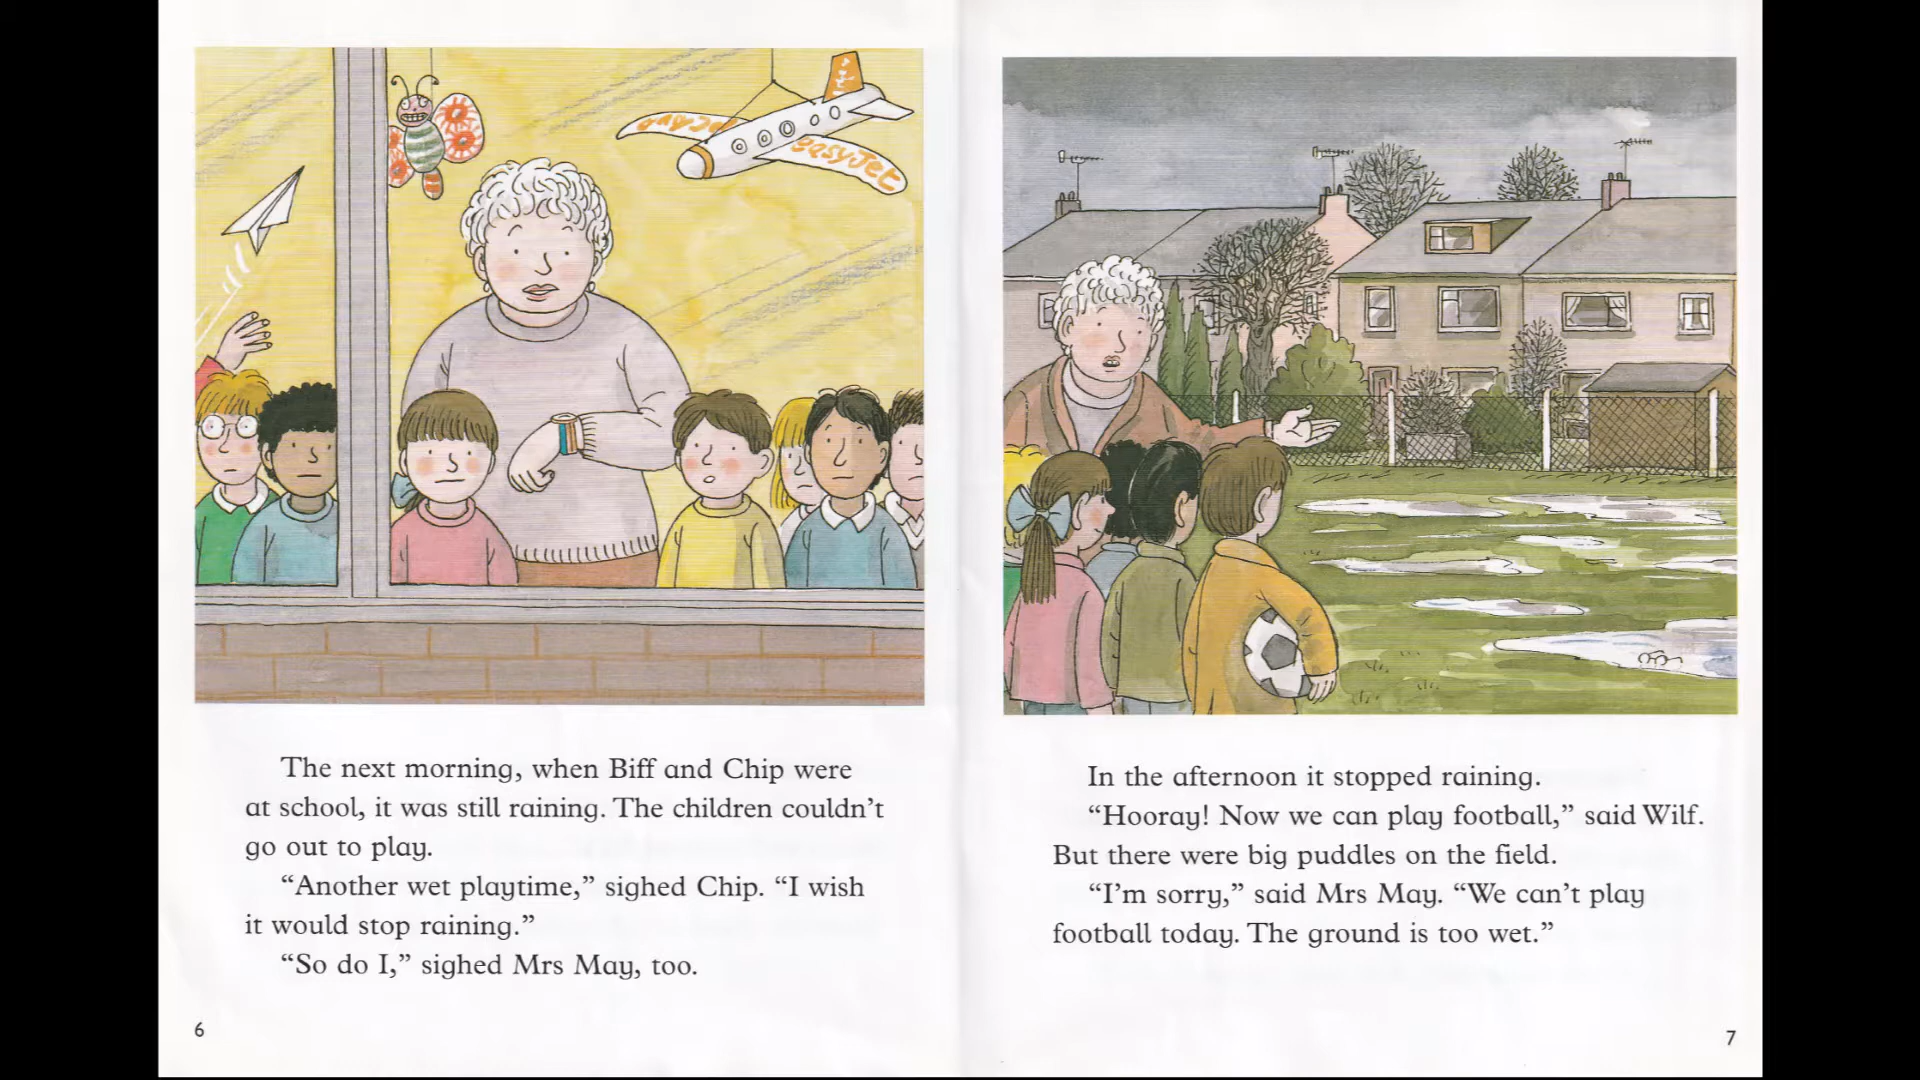 easyJet
easyJet
The next morning, when Biff and Chip were
at school, it was still raining. The children couldn’t
go out to play.
“Another wet playtime,” sighed Chip. “I wish
it would stop raining.”
“So do I,” sighed Mrs May, too.
6
In the afternoon it stopped raining.
“Hooray! Now we can play football,” said Wilf.
But there were big puddles on the field.
“I’m sorry,” said Mrs May. “We can’t play
football today. The ground is too wet.”
7